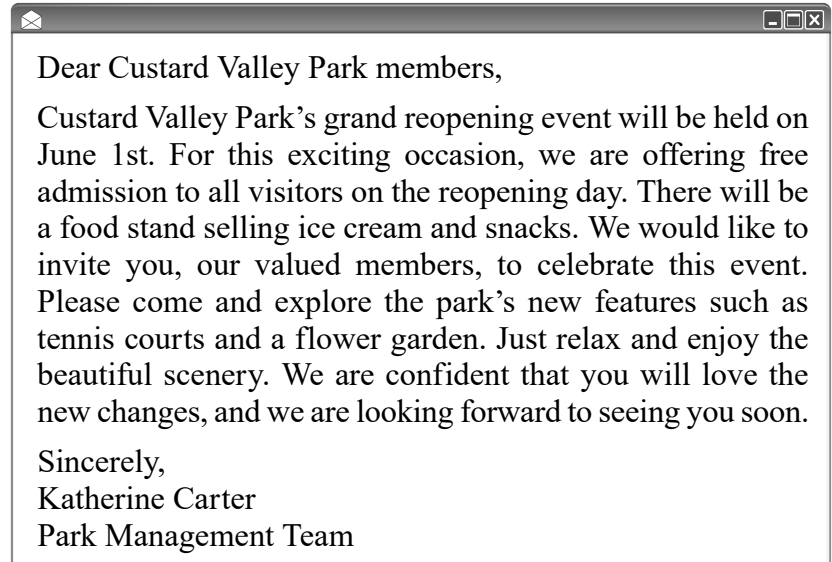 Dear Custard Valley Park members,
Custard Valley Park’s grand reopening event will be held on
June 1st. For this exciting occasion, we are offering free
admission to all visitors on the reopening day. There will be
a food stand selling ice cream and snacks. We would like to
invite you, our valued members, to celebrate this event.
Please come and explore the park’s new features such as
tennis courts and a flower garden. Just relax and enjoy the
beautiful scenery. We are confident that you will love the
new changes, and we are looking forward to seeing you soon.
Sincerely,
Katherine Carter
Park Management Team